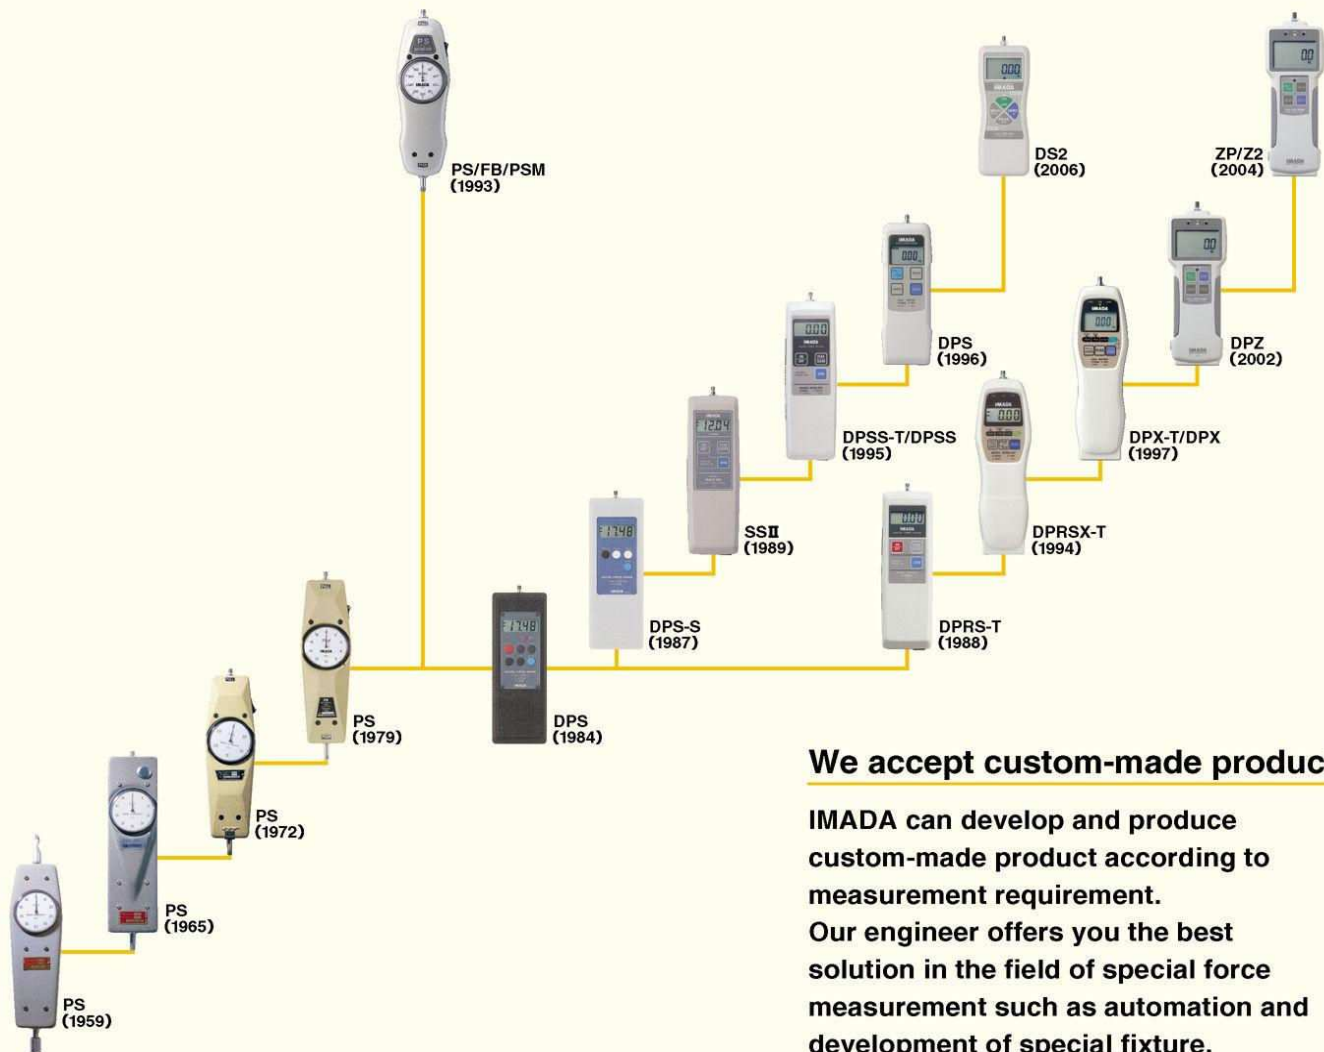 PS/FB/PSM
(1993)
DS2
(2006)
ZP/Z2
(2004)
DPS
(1996)
DPZ
(2002)
DPSS-T/DPSS
(1995)
DPX-T/DPX
(1997)
SSII
(1989)
DPRSX-T
(1994)
DPS-S
(1987)
DPRS-T
(1988)
PS
(1979)
DPS
(1984)
PS
(1972)
PS
(1965)
PS
(1959)
We accept custom-made produc
IMADA can develop and produce
custom-made product according to
measurement requirement.
Our engineer offers you the best
solution in the field of special force
measurement such as automation and
development of special fixture.